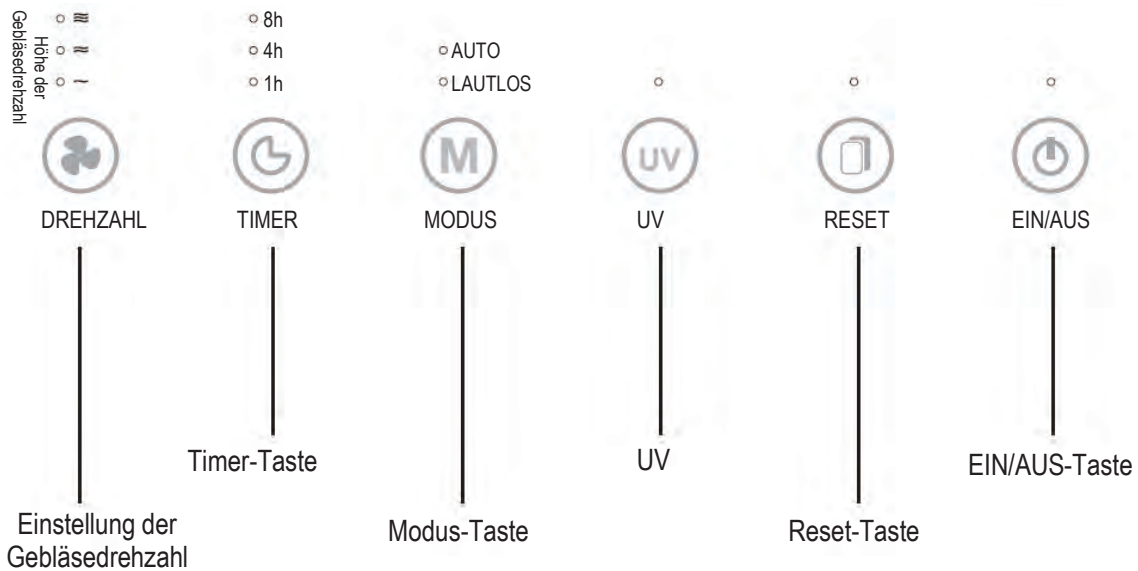 Höhe der
Gebläsedrehzahl
8h
4h
AUTO
1h
LAUTLOS
M
UV
DREHZAHL
TIMER
MODUS
UV
RESET
EIN/AUS
Timer-Taste
UV
EIN/AUS-Taste
Einstellung der
Gebläsedrehzahl
Modus-Taste
Reset-Taste